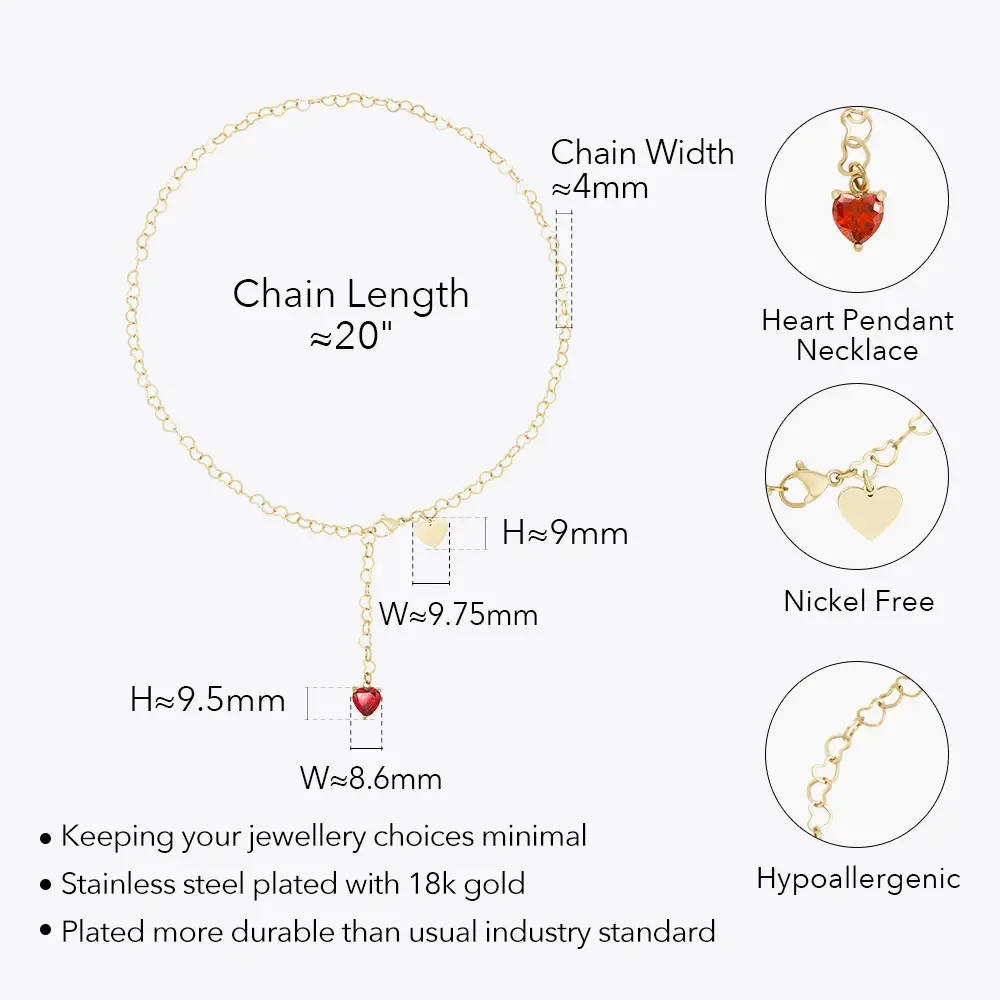 Chain Width
≈4mm
Chain Length
≈20"
Heart Pendant
Necklace
H≈9mm
Nickel Free
W≈9.75mm
H≈9.5mm
W≈8.6mm
• Keeping your jewellery choices minimal
• Stainless steel plated with 18k gold
• Plated more durable than usual industry standard
Hypoallergenic